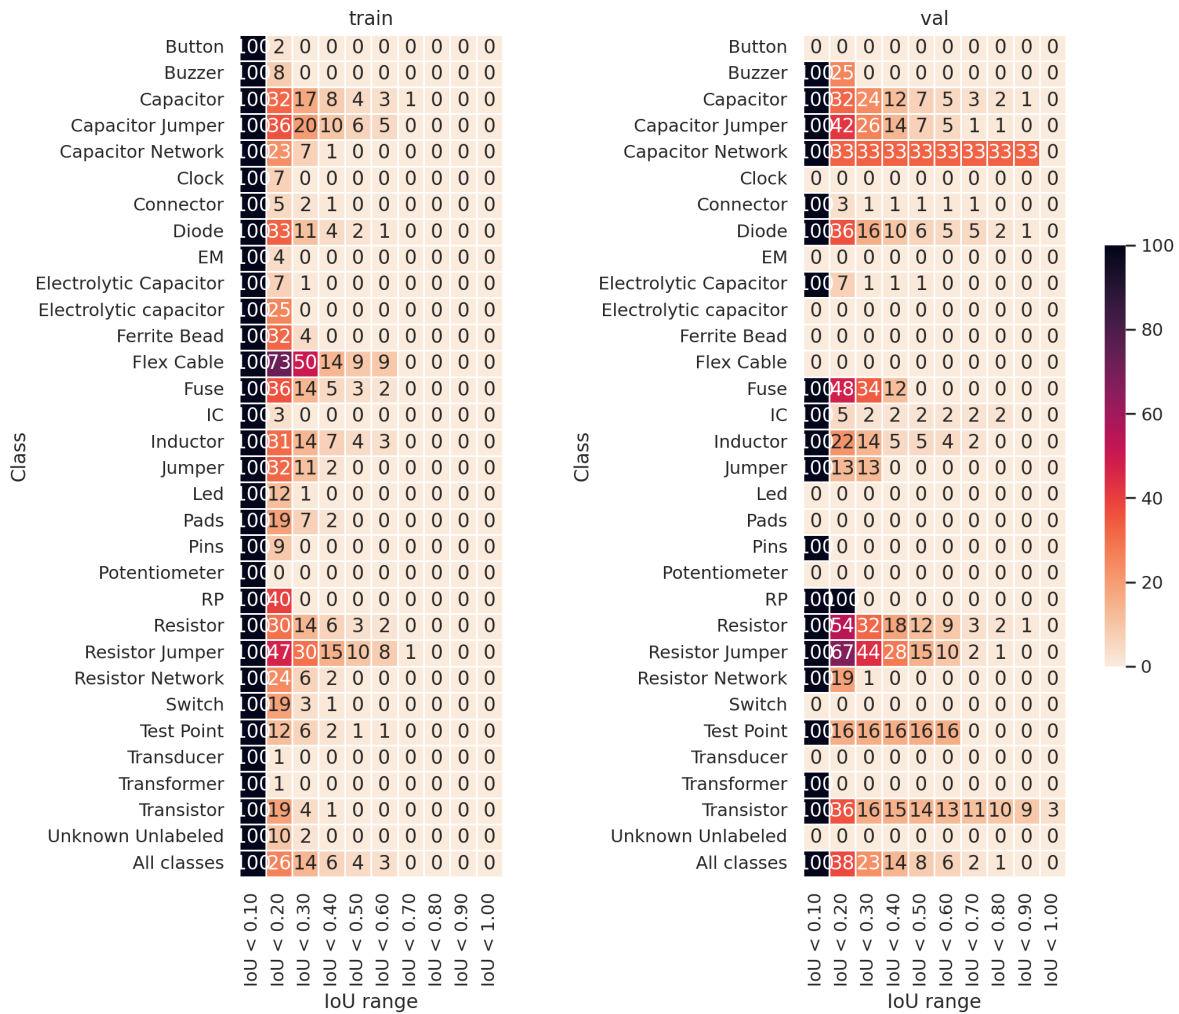 train
Button 100 2 0 0 0 0 0 0 0 0
Buzzer 100 8 0 0 0 0 0 0 0 0
Capacitor 100 32 17 8 4 3 1 0 0 0
Capacitor Jumper 100 36 20 10 6 5 0 0 0 0
Capacitor Network 100 23 7 1 0 0 0 0 0 0
Clock 100 7 0 0 0 0 0 0 0 0
Connector 100 5 2 1 0 0 0 0 0 0
Diode 100 33 11 4 2 1 0 0 0 0
EM 100 4 0 0 0 0 0 0 0 0
Electrolytic Capacitor 100 7 1 0 0 0 0 0 0 0
Electrolytic capacitor 100 25 0 0 0 0 0 0 0 0
Ferrite Bead 100 32 4 0 0 0 0 0 0 0
Flex Cable 100 73 50 14 9 9 0 0 0 0
Fuse 100 36 14 5 3 2 0 0 0 0
IC 100 3 0 0 0 0 0 0 0 0
Inductor 100 31 14 7 4 3 0 0 0 0
Jumper 100 32 11 2 0 0 0 0 0 0
Led 100 12 1 0 0 0 0 0 0 0
Pads 100 19 7 2 0 0 0 0 0 0
Pins 100 9 0 0 0 0 0 0 0 0
Potentiometer 100 0 0 0 0 0 0 0 0 0
RP 100 40 0 0 0 0 0 0 0 0
Resistor 100 30 14 6 3 2 0 0 0 0
Resistor Jumper 100 47 30 15 10 8 1 0 0 0
Resistor Network 100 24 6 2 0 0 0 0 0 0
Switch 100 19 3 1 0 0 0 0 0 0
Test Point 100 12 6 2 1 1 0 0 0 0
Transducer 100 1 0 0 0 0 0 0 0 0
Transformer 100 1 0 0 0 0 0 0 0 0
Transistor 100 19 4 1 0 0 0 0 0 0
Unknown Unlabeled 100 10 2 0 0 0 0 0 0 0
All classes 100 26 14 6 4 3 0 0 0 0
Class
IoU < 0.10
IoU < 0.20
IoU < 0.30
IoU < 0.40
IoU < 0.50
IoU < 0.60
IoU < 0.70
IoU < 0.80
IoU < 0.90
IoU < 1.00
IoU range
val
Button 0 0 0 0 0 0 0 0 0 0
Buzzer 100 25 0 0 0 0 0 0 0 0
Capacitor 100 32 24 12 7 5 3 2 1 0
Capacitor Jumper 100 42 26 14 7 5 1 1 0 0
Capacitor Network 100 33 33 33 33 33 33 33 33 0
Clock 0 0 0 0 0 0 0 0 0 0
Connector 100 3 1 1 1 1 1 0 0 0
Diode 100 36 16 10 6 5 5 2 1 0
EM 0 0 0 0 0 0 0 0 0 0
Electrolytic Capacitor 100 7 1 1 1 0 0 0 0 0
Electrolytic capacitor 0 0 0 0 0 0 0 0 0 0
Ferrite Bead 0 0 0 0 0 0 0 0 0 0
Flex Cable 0 0 0 0 0 0 0 0 0 0
Fuse 100 48 34 12 0 0 0 0 0 0
IC 100 5 2 2 2 2 2 2 0 0
Inductor 100 22 14 5 5 4 2 0 0 0
Jumper 100 13 13 0 0 0 0 0 0 0
Led 0 0 0 0 0 0 0 0 0 0
Pads 0 0 0 0 0 0 0 0 0 0
Pins 100 0 0 0 0 0 0 0 0 0
Potentiometer 0 0 0 0 0 0 0 0 0 0
RP 100 100 0 0 0 0 0 0 0 0
Resistor 100 54 32 18 12 9 3 2 1 0
Resistor Jumper 100 67 44 28 15 10 2 1 0 0
Resistor Network 100 19 1 0 0 0 0 0 0 0
Switch 0 0 0 0 0 0 0 0 0 0
Test Point 100 16 16 16 16 16 0 0 0 0
Transducer 0 0 0 0 0 0 0 0 0 0
Transformer 100 0 0 0 0 0 0 0 0 0
Transistor 100 36 16 15 14 13 11 10 9 3
Unknown Unlabeled 0 0 0 0 0 0 0 0 0 0
All classes 100 38 23 14 8 6 2 1 0 0
Class
IoU < 0.10
IoU < 0.20
IoU < 0.30
IoU < 0.40
IoU < 0.50
IoU < 0.60
IoU < 0.70
IoU < 0.80
IoU < 0.90
IoU < 1.00
IoU range
100
80
60
40
20
0